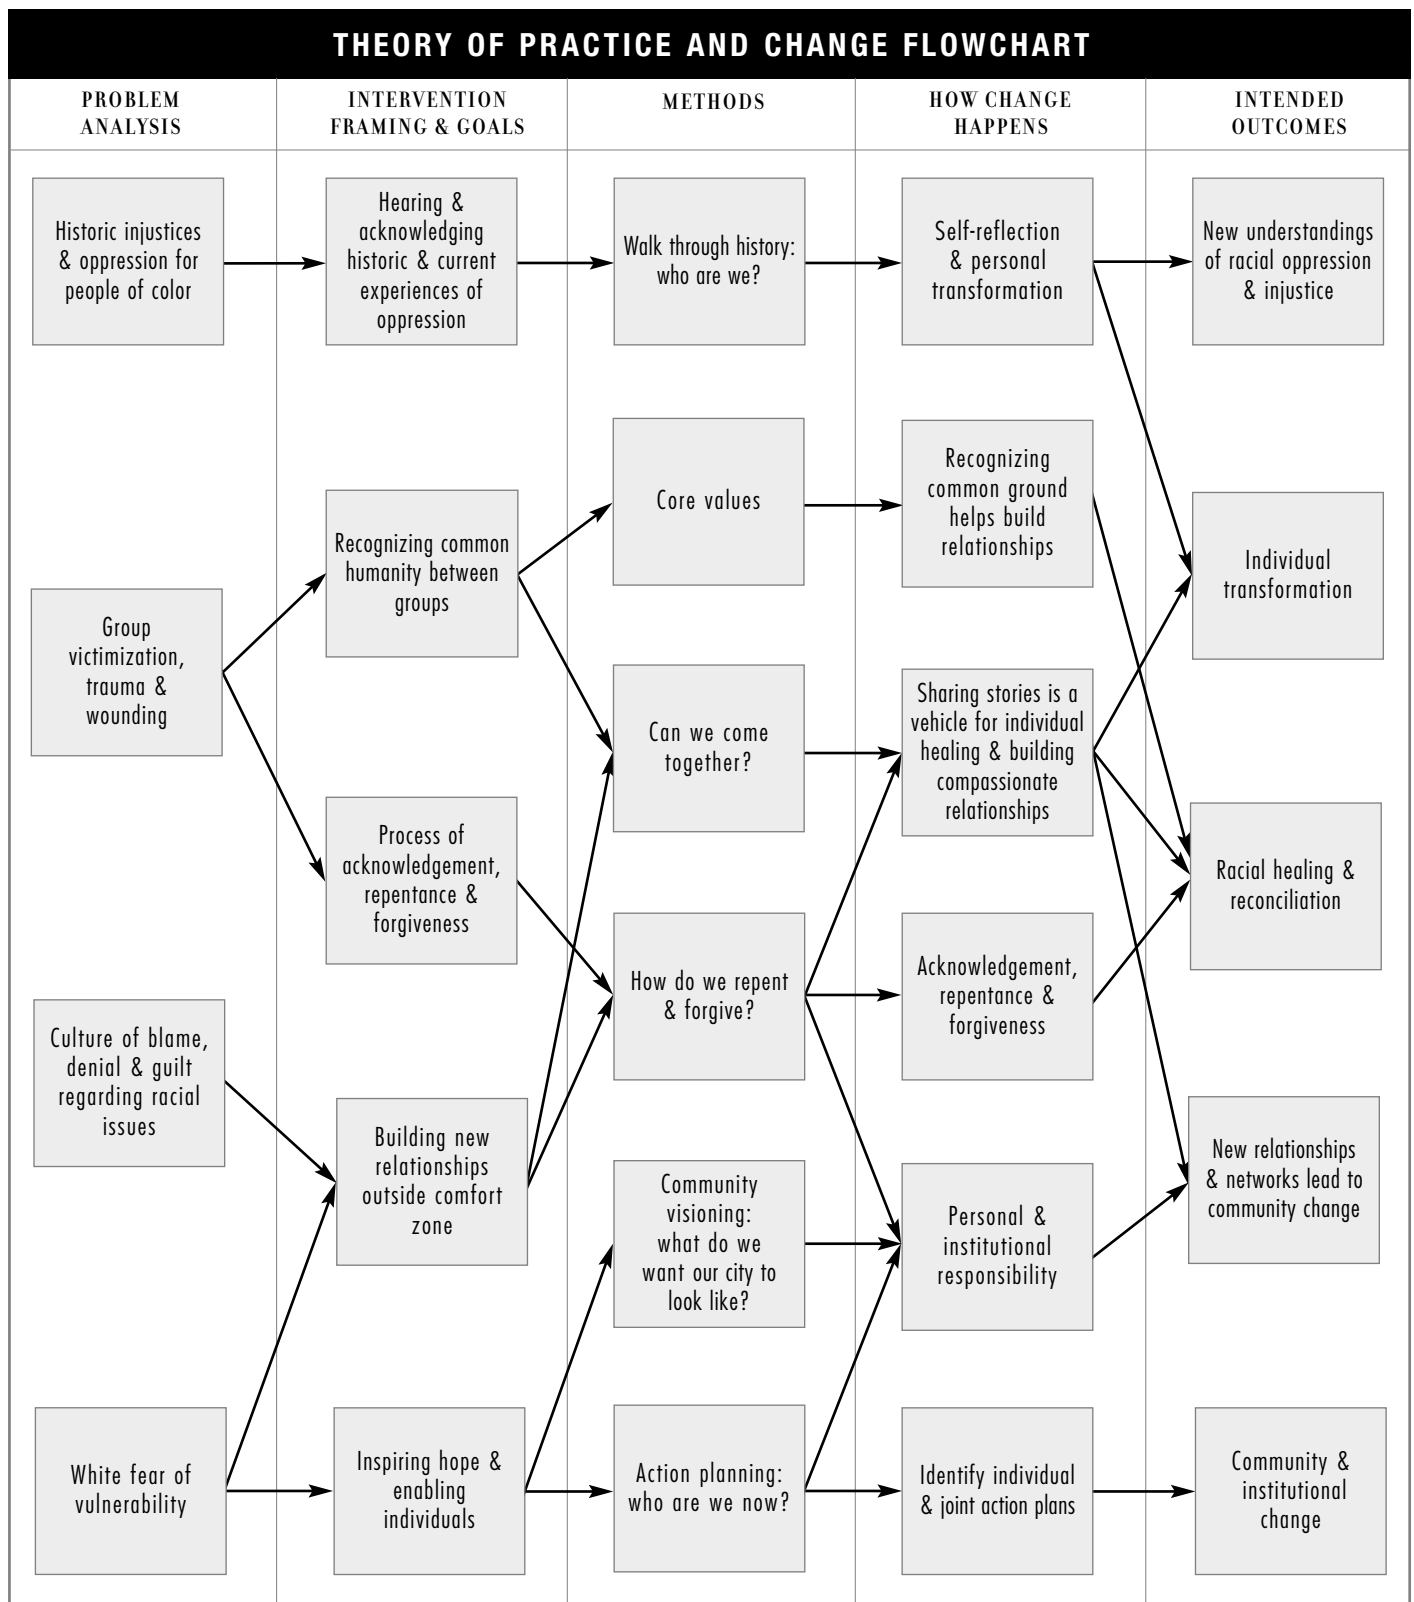 THEORY OF PRACTICE AND CHANGE FLOWCHART
PROBLEM
ANALYSIS
INTERVENTION
FRAMING & GOALS
METHODS
HOW CHANGE
HAPPENS
INTENDED
OUTCOMES
Historic injustices
& oppression for
people of color
Group
victimization,
trauma &
wounding
Culture of blame,
denial & guilt
regarding racial
issues
White fear of
vulnerability
Hearing &
acknowledging
historic & current
experiences of
oppression
Recognizing common
humanity between
groups
Process of
acknowledgement,
repentance &
forgiveness
Building new
relationships
outside comfort
zone
Inspiring hope &
enabling
individuals
Walk through history:
who are we?
Core values
Can we come
together?
How do we repent
& forgive?
Community
visioning:
what do we
want our city to
look like?
Action planning:
who are we now?
Self-reflection
& personal
transformation
Recognizing
common ground
helps build
relationships
Sharing stories is a
vehicle for individual
healing & building
compassionate
relationships
Acknowledgement,
repentance &
forgiveness
Personal &
institutional
responsibility
Identify individual
& joint action plans
New understandings
of racial oppression
& injustice
Individual
transformation
Racial healing &
reconciliation
New relationships
& networks lead to
community change
Community &
institutional
change